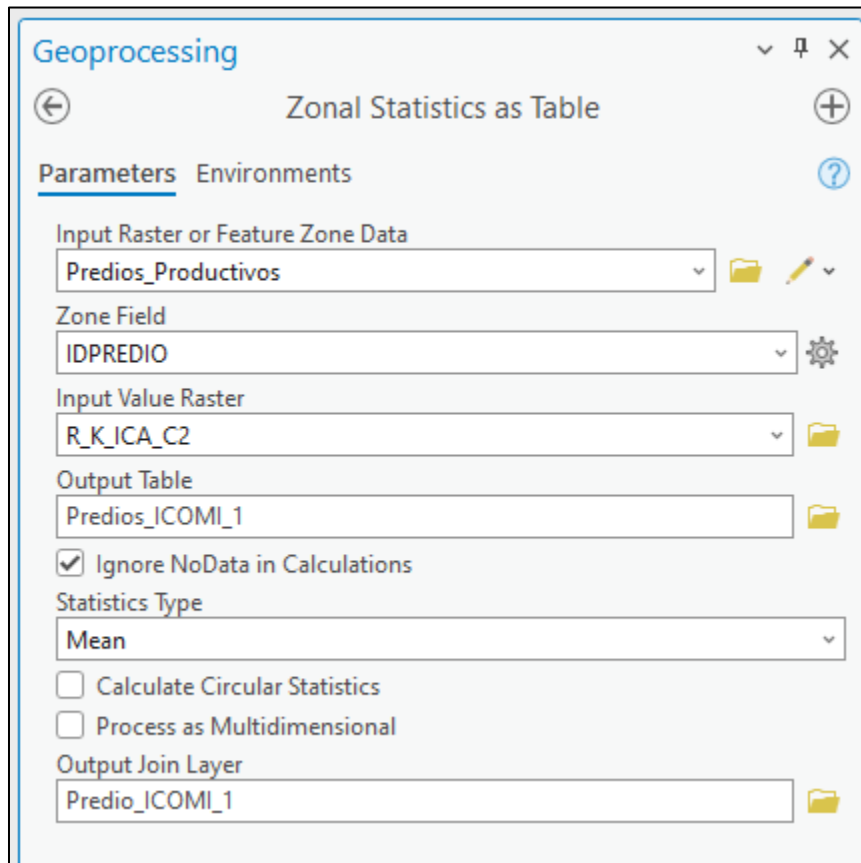 Geoprocessing
Zonal Statistics as Table
Parameters Environments
Input Raster or Feature Zone Data
Predios_Productivos
Zone Field
IDPREDIO
Input Value Raster
R_K_ICA_C2
Output Table
Predios_ICOMI_1
Ignore NoData in Calculations
Statistics Type
Mean
Calculate Circular Statistics
Process as Multidimensional
Output Join Layer
Predio_ICOMI_1